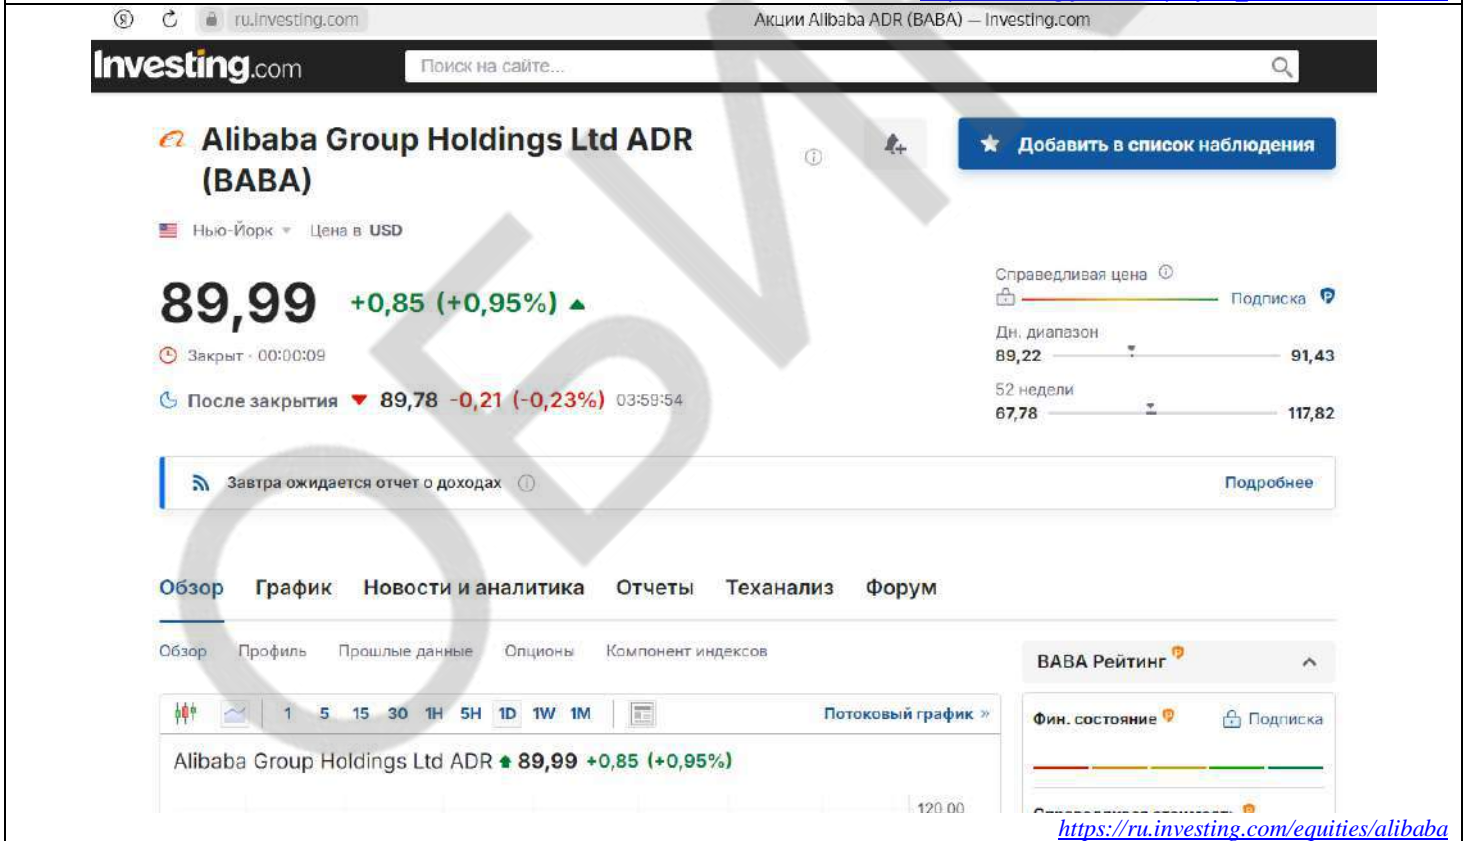 ru.investing.com
Акции Alibaba ADR (BABA) — Investing.com
Investing.com
Поиск на сайте...
Alibaba Group Holdings Ltd ADR
(BABA)
Добавить в список наблюдения
Нью-Йорк Цена в USD
89,99 +0,85 (+0,95%)
Закрыт · 00:00:09
После закрытия 89,78 -0,21 (-0,23%) 03:59:54
Справедливая цена
Подписка
Дн. диапазон
89,22 91,43
52 недели
67,78 117,82
Завтра ожидается отчет о доходах
Подробнее
Обзор График Новости и аналитика Отчеты Теханализ Форум
Обзор Профиль Прошлые данные Опционы Компонент индексов
1 5 15 30 1H 5H 1D 1W 1M
Потоковый график »
Alibaba Group Holdings Ltd ADR 89,99 +0,85 (+0,95%)
120,00
BABA Рейтинг
Фин. состояние Подписка
https://ru.investing.com/equities/alibaba